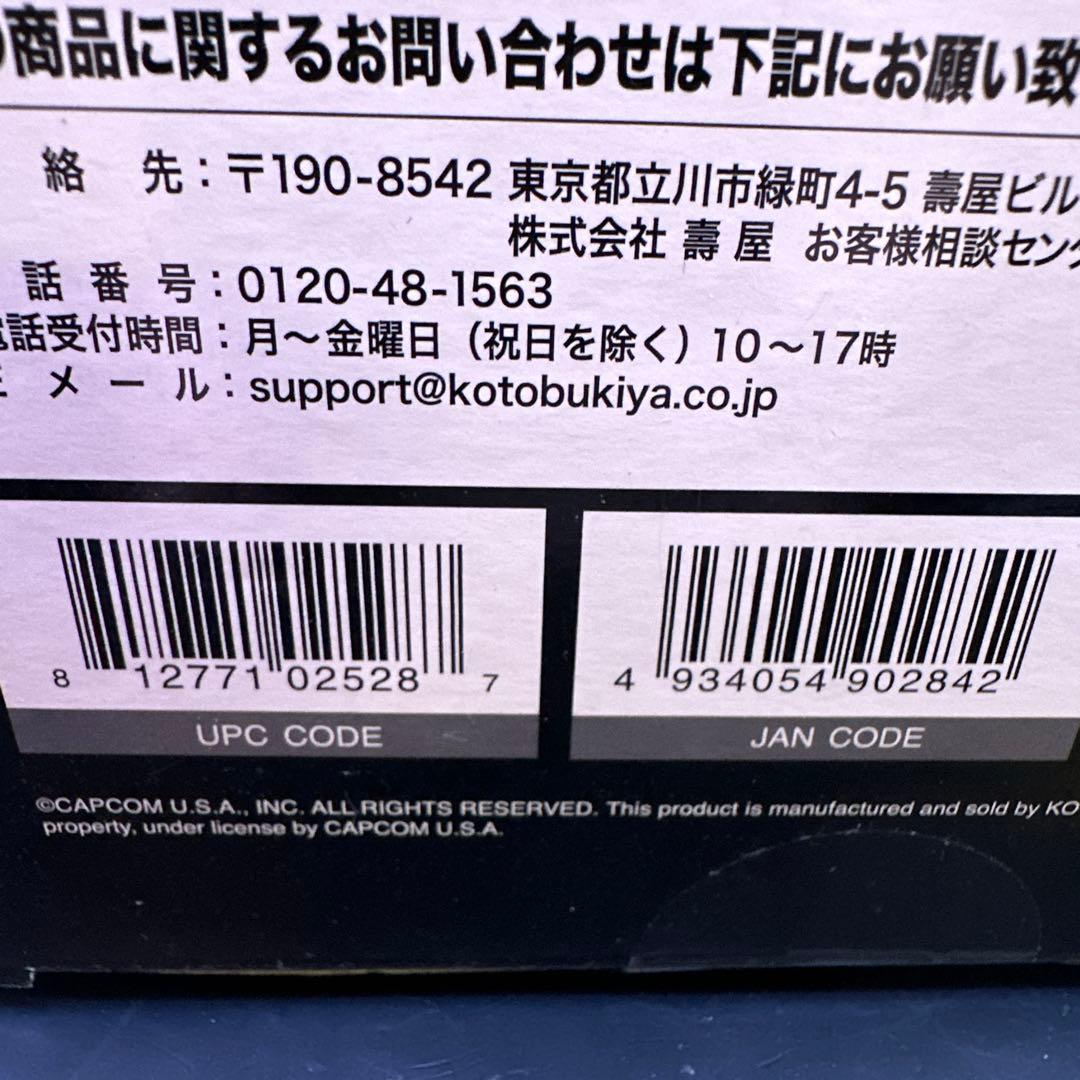 商品に関するお問い合わせは下記にお願い致
絡先：〒190-8542 東京都立川市緑町4-5 壽屋ビル
株式会社 壽屋 お客様相談セン
話番号：0120-48-1563
電話受付時間：月～金曜日（祝日を除く）10～17時
メール：support@kotobukiya.co.jp
8 12771 02528 7
UPC CODE
4 934054 902842
JAN CODE
©CAPCOM U.S.A., INC. ALL RIGHTS RESERVED. This product is manufactured and sold by KO
property, under license by CAPCOM U.S.A.